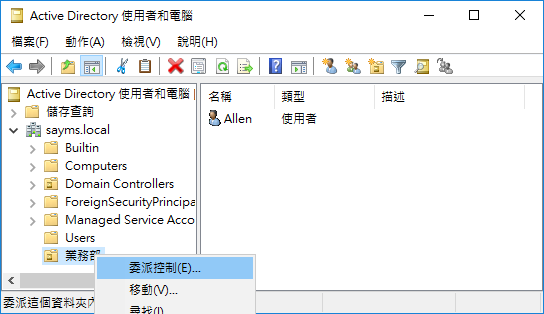 Active Directory 使用者和電腦
檔案(F) 動作(A) 檢視(V) 說明(H)
Active Directory 使用者和電腦
儲存查詢
sayms.local
Builtin
Computers
Domain Controllers
ForeignSecurityPrincipa
Managed Service Acco
Users
業務部
名稱 類型 描述
Allen 使用者
委派控制(E)...
移動(V)...
尋找(I)
委派這個資料夾內